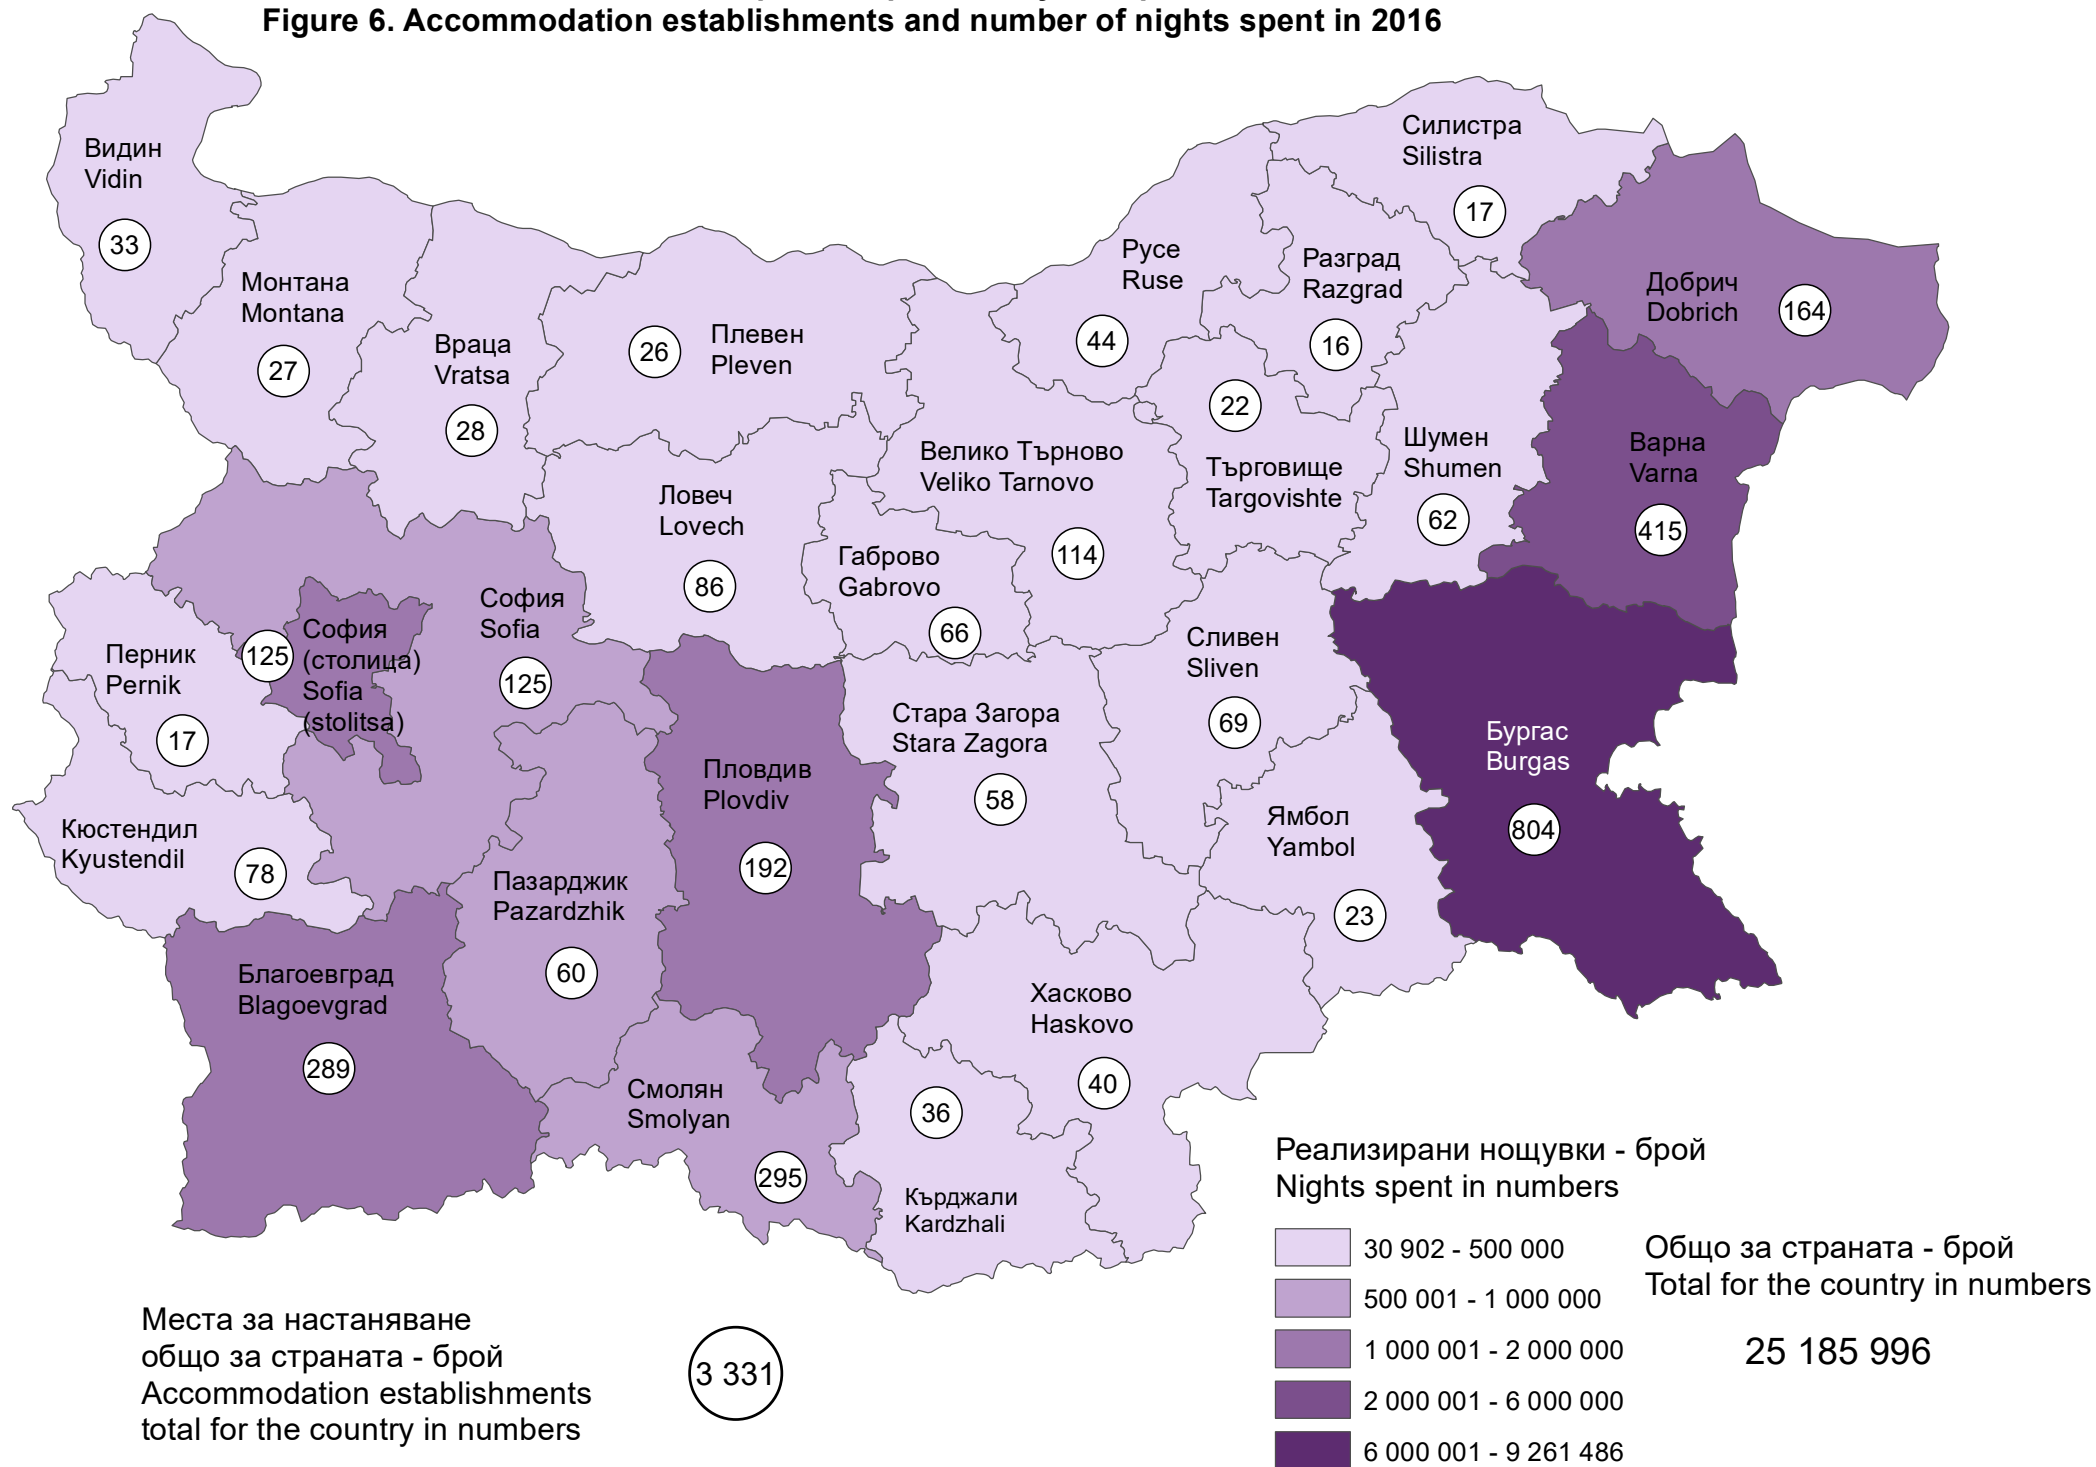 Figure 6. Accommodation establishments and number of nights spent in 2016
Видин
Vidin
33
Монтана
Montana
27
Враца
Vratsa
28
26
Плевен
Pleven
Русе
Ruse
44
Силистра
Silistra
17
Разград
Razgrad
16
Добрич
Dobrich
164
22
Търговище
Targovishte
Шумен
Shumen
62
Варна
Varna
415
Велико Търново
Veliko Tarnovo
114
Ловеч
Lovech
86
Габрово
Gabrovo
66
София
Sofia
125
София
(столица)
Sofia
(stolitsa)
125
Перник
Pernik
17
Кюстендил
Kyustendil
78
Сливен
Sliven
69
Стара Загора
Stara Zagora
58
Бургас
Burgas
804
Ямбол
Yambol
23
Пловдив
Plovdiv
192
Пазарджик
Pazardzhik
60
Благоевград
Blagoevgrad
289
Смолян
Smolyan
295
Хасково
Haskovo
40
36
Кърджали
Kardzhali
Места за настаняване
общо за страната - брой
Accommodation establishments
total for the country in numbers
3 331
Реализирани нощувки - брой
Nights spent in numbers
30 902 - 500 000
500 001 - 1 000 000
1 000 001 - 2 000 000
2 000 001 - 6 000 000
6 000 001 - 9 261 486
Общо за страната - брой
Total for the country in numbers
25 185 996